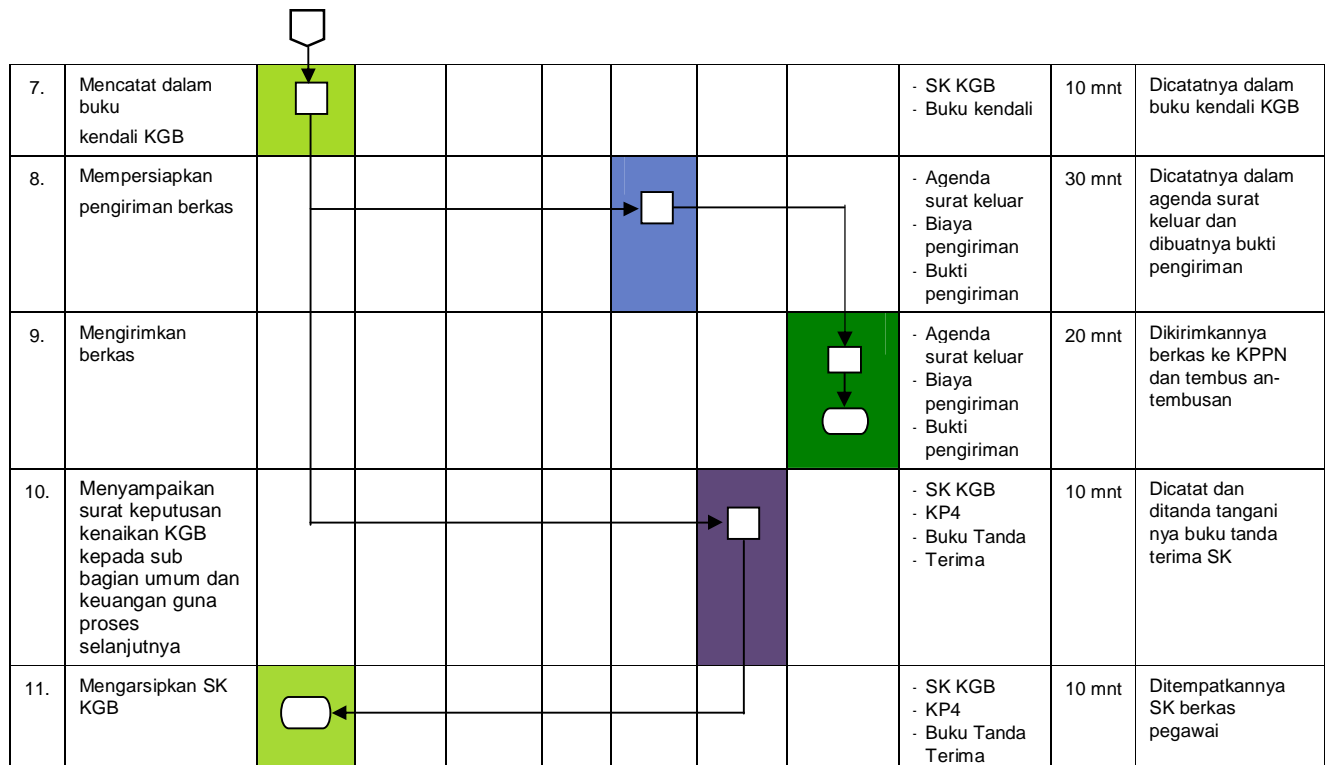 7.
Mencatat dalam
buku
kendali KGB
- SK KGB
- Buku kendali
10 mnt
Dicatatnya dalam
buku kendali KGB
8.
Mempersiapkan
pengiriman berkas
- Agenda
surat keluar
- Biaya
pengiriman
- Bukti
pengiriman
30 mnt
Dicatatnya dalam
agenda surat
keluar dan
dibuatnya bukti
pengiriman
9.
Mengirimkan
berkas
- Agenda
surat keluar
- Biaya
pengiriman
- Bukti
pengiriman
20 mnt
Dikirimkannya
berkas ke KPPN
dan tembus an-
tembusan
10.
Menyampaikan
surat keputusan
kenaikan KGB
kepada sub
bagian umum dan
keuangan guna
proses
selanjutnya
- SK KGB
- KP4
- Buku Tanda
- Terima
10 mnt
Dicatat dan
ditanda tangani
nya buku tanda
terima SK
11.
Mengarsipkan SK
KGB
- SK KGB
- KP4
- Buku Tanda
Terima
10 mnt
Ditempatkannya
SK berkas
pegawai